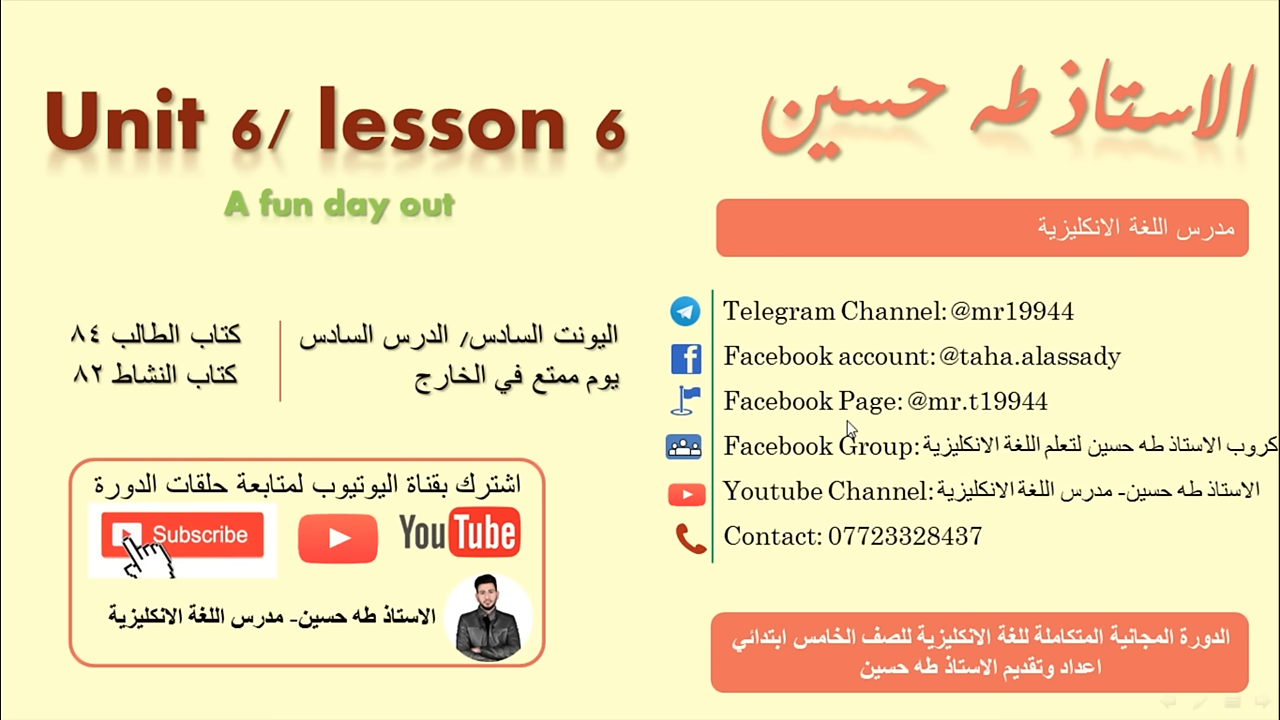 Unit 6/ lesson 6
A fun day out
اليونت السادس/ الدرس السادس
يوم ممتع في الخارج
كتاب الطالب ٨٤
كتاب النشاط ٨٢
اشترك بقناة اليوتيوب لمتابعة حلقات الدورة
Subscribe
YouTube
الاستاذ طه حسين- مدرس اللغة الانكليزية
الاستاذ طه حسين
مدرس اللغة الانكليزية
Telegram Channel: @mr19944
Facebook account: @taha.alassady
Facebook Page: @mr.t19944
Facebook Group: كروب الاستاذ طه حسين لتعلم اللغة الانكليزية
Youtube Channel: الاستاذ طه حسين- مدرس اللغة الانكليزية
Contact: 07723328437
الدورة المجانية المتكاملة للغة الانكليزية للصف الخامس ابتدائي
اعداد وتقديم الاستاذ طه حسين